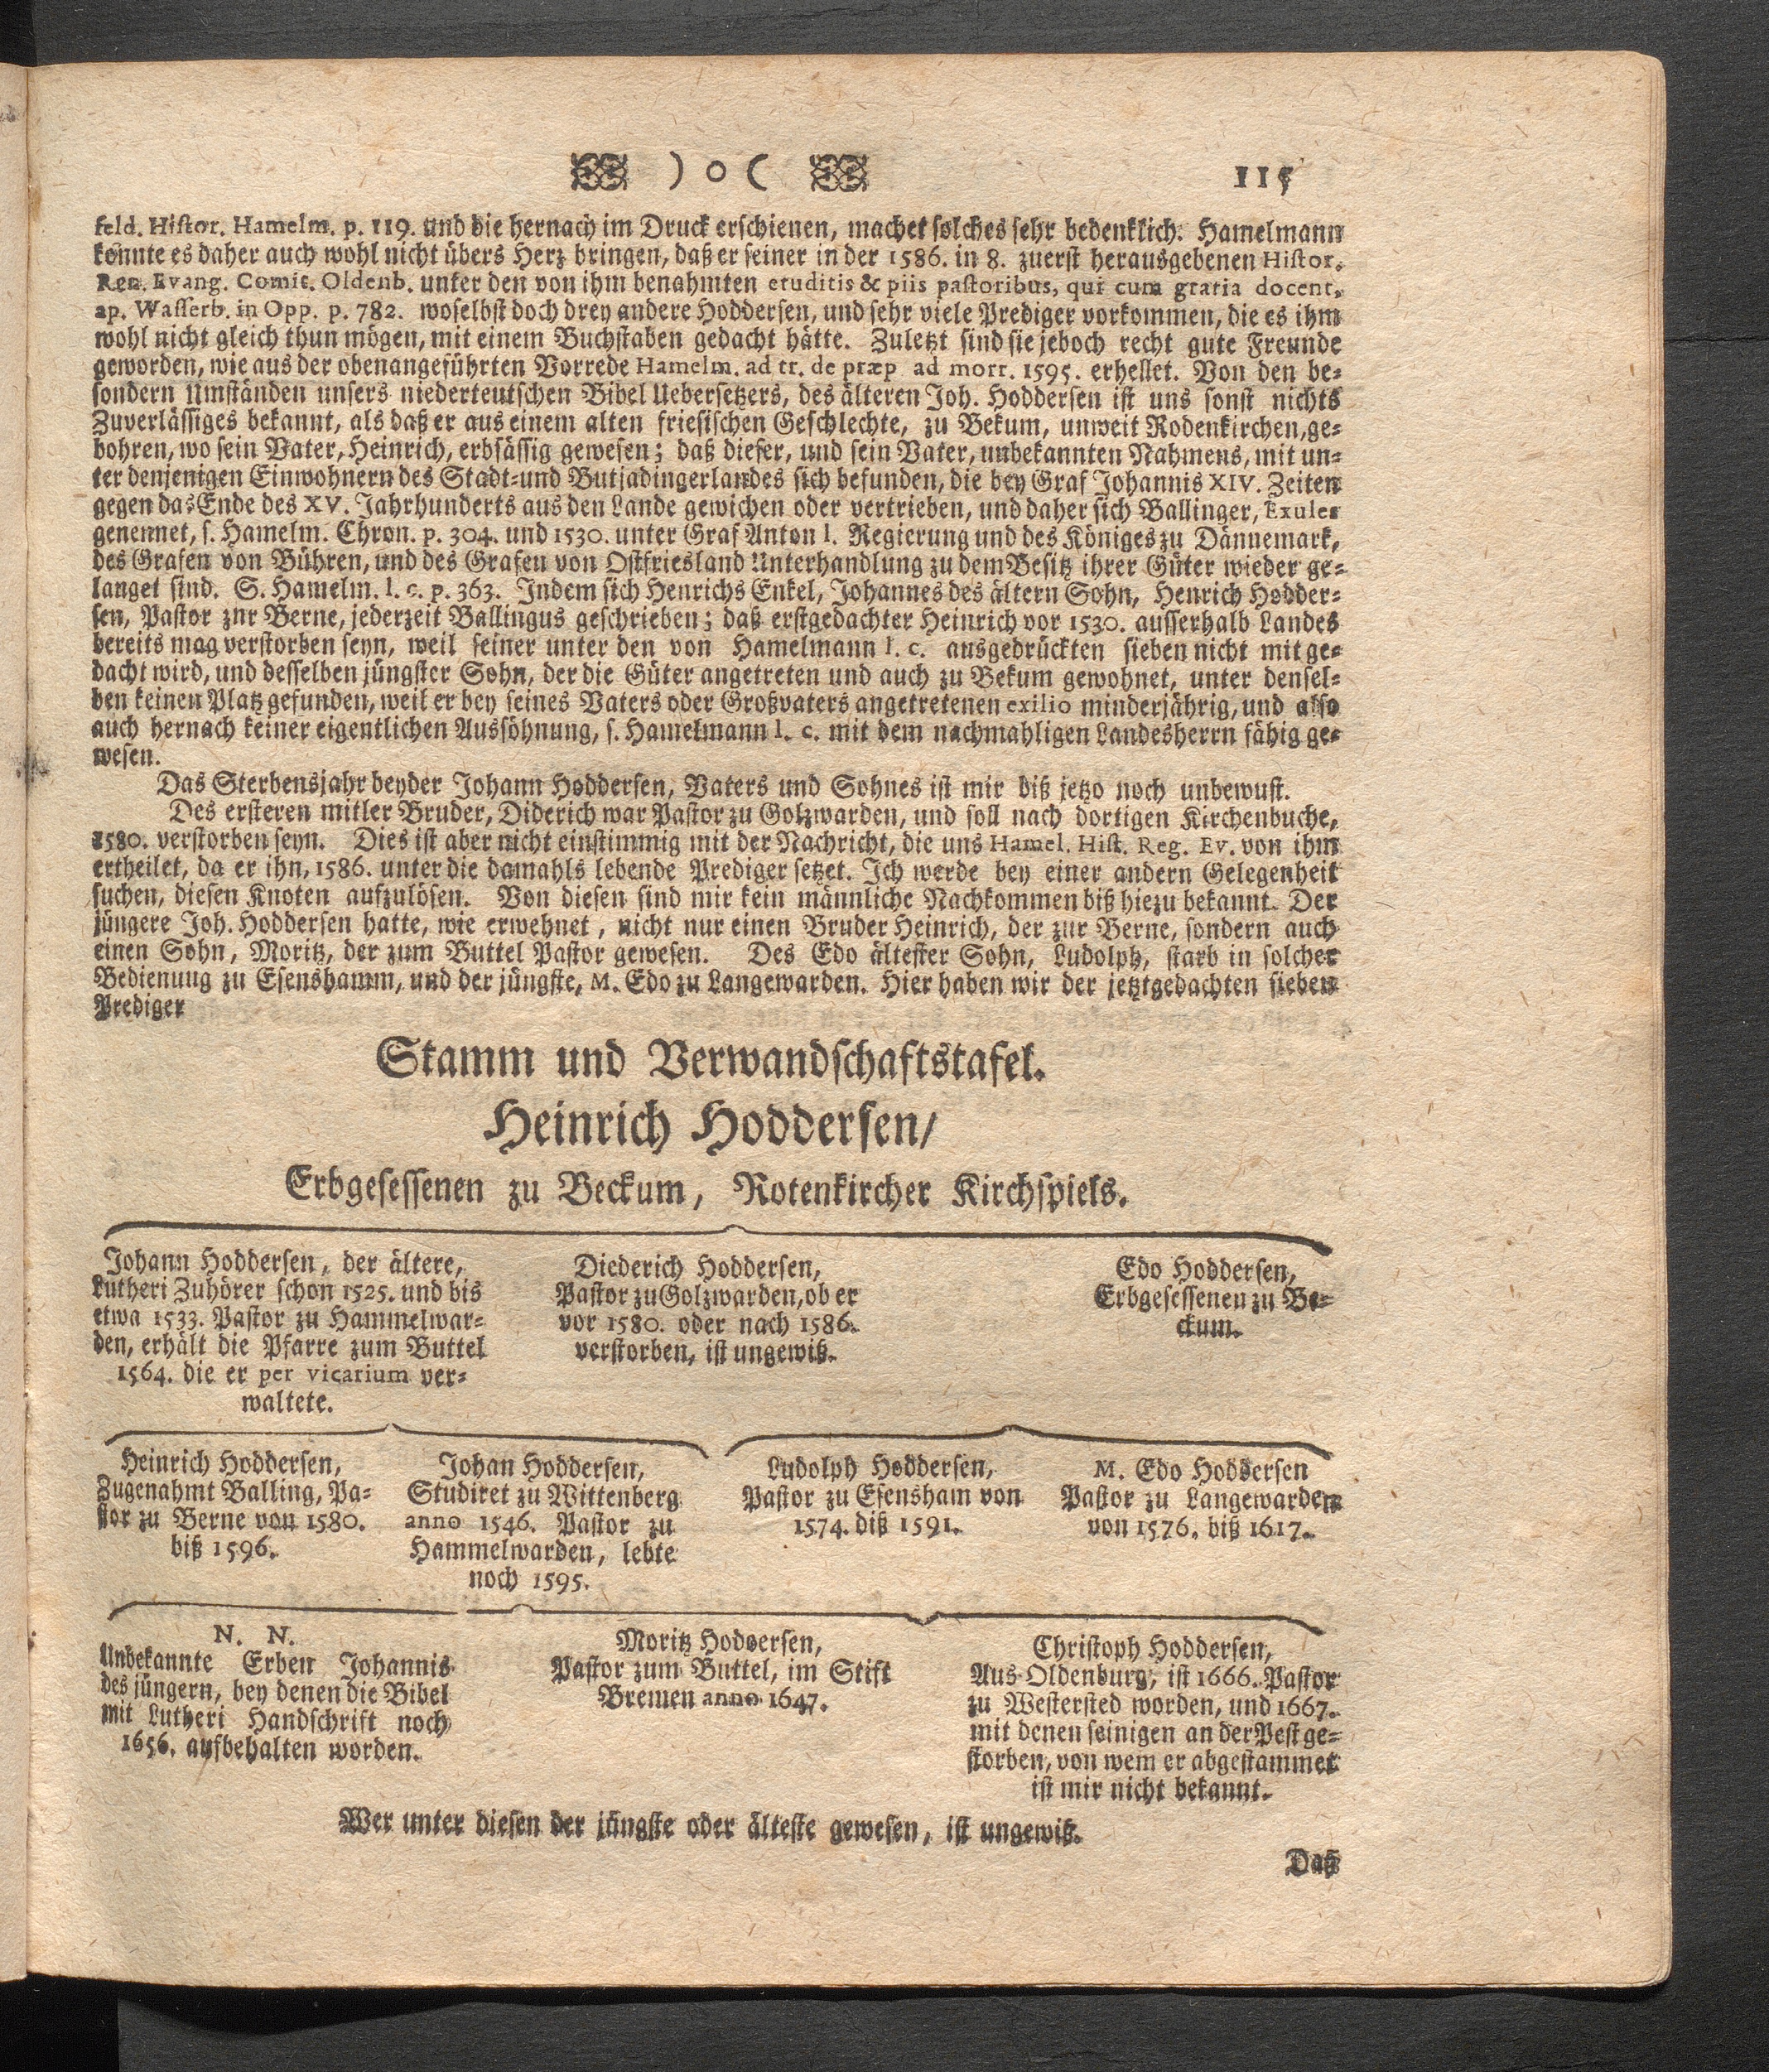 ) o ( 115
feld. Histor. Hamelm. p. 119. und die hernach im Druck erschienen, machet solches sehr bedenklich. Hamelmann
konnte es daher auch wohl nicht übers Herz bringen, daß er seiner in der 1586. in 8. zuerst herausgebenen Histor.
Ren. Evang. Comit. Oldenb. unter den von ihm benahmten eruditis & piis pastoribus, qui cum gratia docent.
ap. Wasserb. in Opp. p. 782. woselbst doch drey andere Hoddersen, und sehr viele Prediger vorkommen, die es ihm
wohl nicht gleich thun mögen, mit einem Buchstaben gedacht hätte. Zuletzt sind sie jeboch recht gute Freunde
geworden, wie aus der obenangeführten Vorrede Hamelm. ad tr. de præp ad morr. 1595. erhellet. Von den be-
sondern Umständen unsers niederteutschen Bibel Uebersetzers, des älteren Joh. Hoddersen ist uns sonst nichts
Zuverlässiges bekannt, als daß er aus einem alten friesischen Geschlechte, zu Bekum, unweit Rodenkirchen, ge-
bohren, wo sein Vater, Heinrich, erbsässig gewesen; daß dieser, und sein Vater, unbekannten Nahmens, mit un-
ter denjenigen Einwohnern des Stadt- und Butjadingerlandes sich befunden, die bey Graf Johannis XIV. Zeiten
gegen das Ende des XV. Jahrhunderts aus den Lande gewichen oder vertrieben, und daher sich Ballinger, Exules
genennet, s. Hamelm. Chron. p. 304. und 1530. unter Graf Anton I. Regierung und des Königes zu Dännemark,
des Grafen von Bühren, und des Grafen von Ostfriesland Unterhandlung zu dem Besitz ihrer Güter wieder ge-
langet sind. S. Hamelm. l. c. p. 363. Indem sich Henrichs Enkel, Johannes des ältern Sohn, Henrich Hodder-
sen, Pastor znr Berne, jederzeit Ballingus geschrieben; daß erstgedachter Heinrich vor 1530. ausserhalb Landes
bereits mag verstorben seyn, weil seiner unter den von Hamelmann l. c. ausgedrückten sieben nicht mit ge-
dacht wird, und desselben jüngster Sohn, der die Güter angetreten und auch zu Bekum gewohnet, unter densel-
ben keinen Platz gefunden, weil er bey seines Vaters oder Großvaters angetretenen exilio minderjährig, und also
auch hernach keiner eigentlichen Aussöhnung, s. Hamelmann l. c. mit dem nachmahligen Landesherrn fähig ge-
wesen.
Das Sterbensjahr beyder Johann Hoddersen, Vaters und Sohnes ist mir biß jetzo noch unbewust.
Des ersteren mitler Bruder, Diderich war Pastor zu Golzwarden, und soll nach dortigen Kirchenbuche,
1580. verstorben seyn. Dies ist aber nicht einstimmig mit der Nachricht, die uns Hamel. Hist. Reg. Ev. von ihm
ertheilet, da er ihn, 1586. unter die damahls lebende Prediger setzet. Ich werde bey einer andern Gelegenheit
suchen, diesen Knoten aufzulösen. Von diesen sind mir kein männliche Nachkommen biß hiezu bekannt. Der
jüngere Joh. Hoddersen hatte, wie erwehnet, nicht nur einen Bruder Heinrich, der zur Berne, sondern auch
einen Sohn, Moritz, der zum Buttel Pastor gewesen. Des Edo ältester Sohn, Ludolph, starb in solcher
Bedienung zu Esenshamm, und der jüngste, M. Edo zu Langewarden. Hier haben wir der jetztgedachten sieben
Prediger
Stamm und Verwandschaftstafel.
Heinrich Hoddersen/
Erbgesessenen zu Beckum, Rotenkircher Kirchspiels.
Johann Hoddersen, der ältere,
Lutheri Zuhörer schon 1525. und bis
etwa 1533. Pastor zu Hammelwar-
den, erhält die Pfarre zum Buttel
1564. die er per vicarium ver-
waltete.
Diederich Hoddersen,
Pastor zu Golzwarden, ob er
vor 1580. oder nach 1586.
verstorben, ist ungewiß.
Edo Hoddersen,
Erbgesessenen zu Be-
ckum.
Heinrich Hoddersen,
Zugenahmt Balling, Pa-
stor zu Berne von 1580.
biß 1596.
Johan Hoddersen,
Studiret zu Wittenberg
anno 1546. Pastor zu
Hammelwarden, lebte
noch 1595.
Ludolph Hoddersen,
Pastor zu Esensham von
1574. biß 1591.
M. Edo Hoddersen
Pastor zu Langewarden
von 1576. biß 1617.
N. N.
Unbekannte Erben Johannis
des jüngern, bey denen die Bibel
mit Lutheri Handschrift noch
1656. aufbehalten worden.
Moritz Hoddersen,
Pastor zum Buttel, im Stift
Bremen anno 1647.
Christoph Hoddersen,
Aus Oldenburg, ist 1666. Pastor
zu Westersted worden, und 1667.
mit denen seinigen an der Pest ge-
storben, von wem er abgestammet
ist mir nicht bekannt.
Wer unter diesen der jüngste oder älteste gewesen, ist ungewiß.
Daß